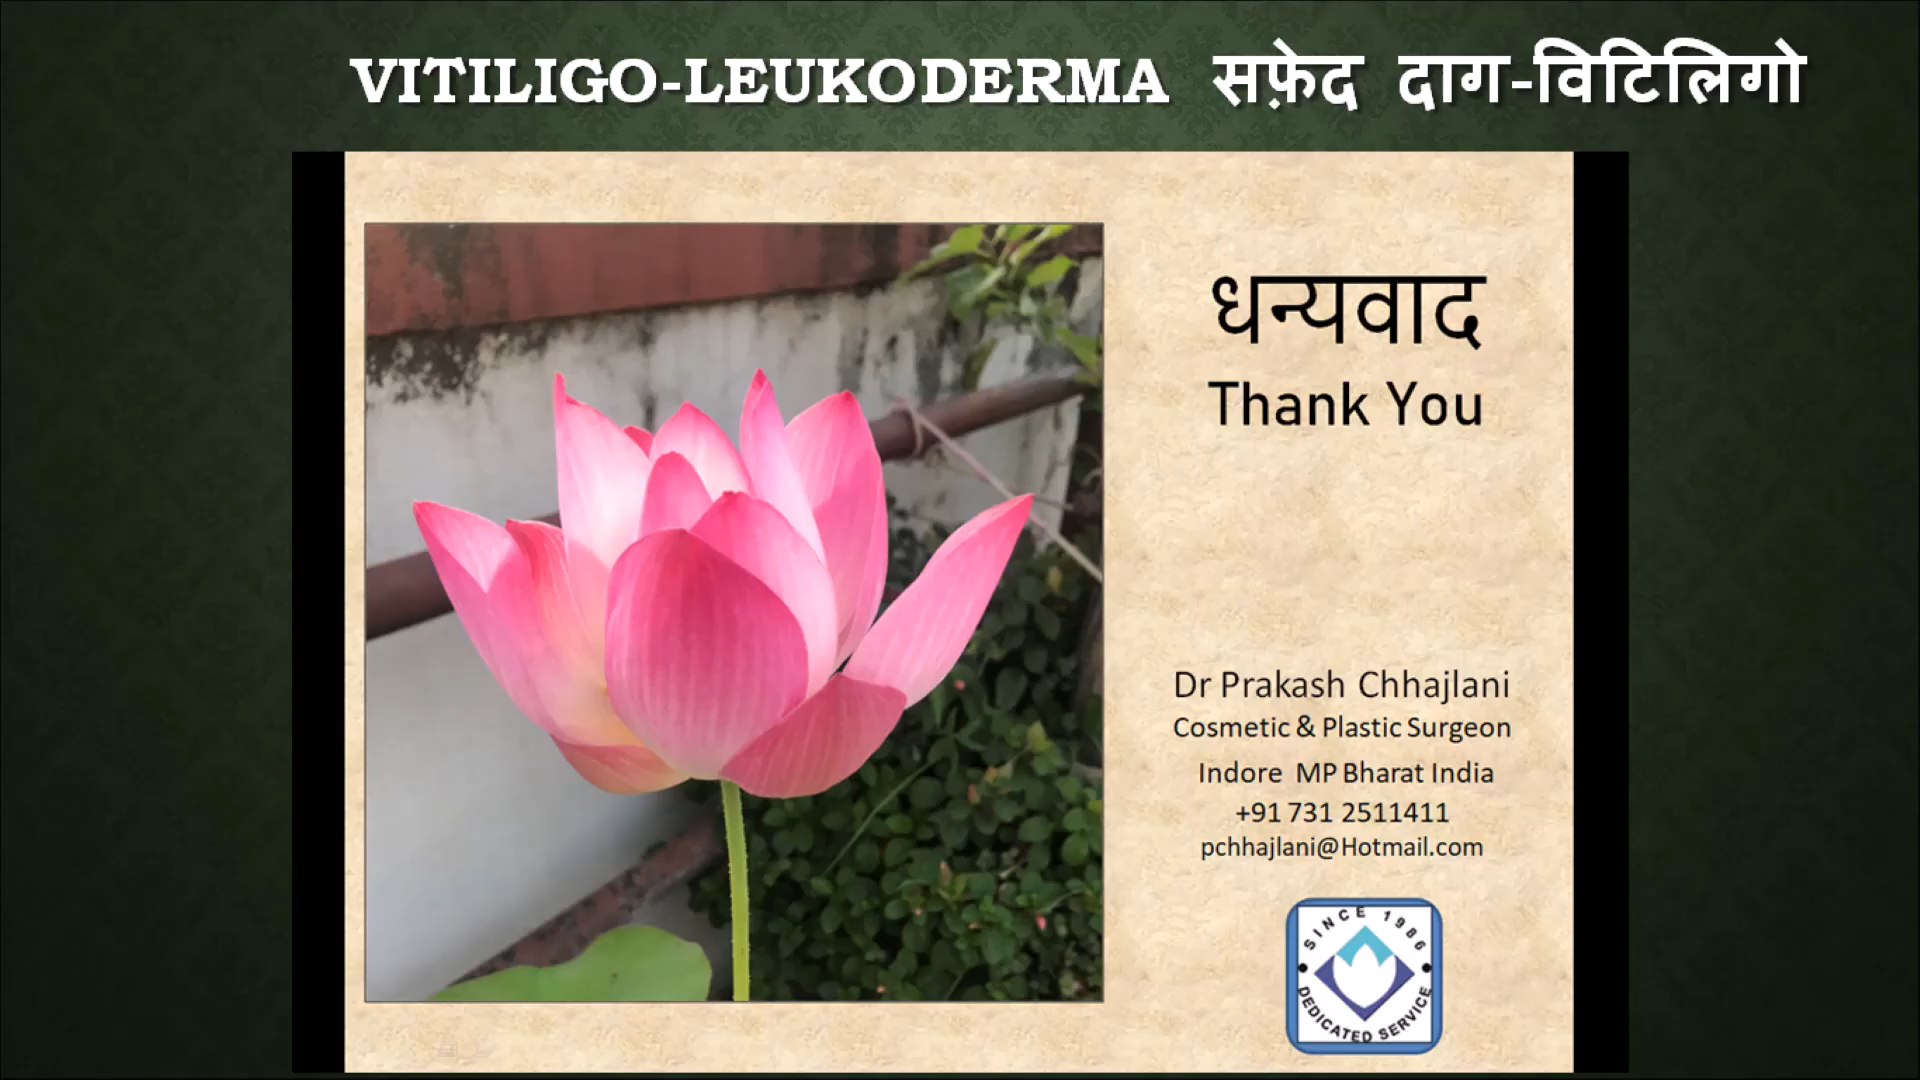 VITILIGO-LEUKODERMA सफ़ेद दाग-विटिलिगो
धन्यवाद
Thank You
Dr Prakash Chhajlani
Cosmetic & Plastic Surgeon
Indore MP Bharat India
+91 731 2511411
pchhajlani@Hotmail.com
SINCE 1986
DEDICATED SERVICE